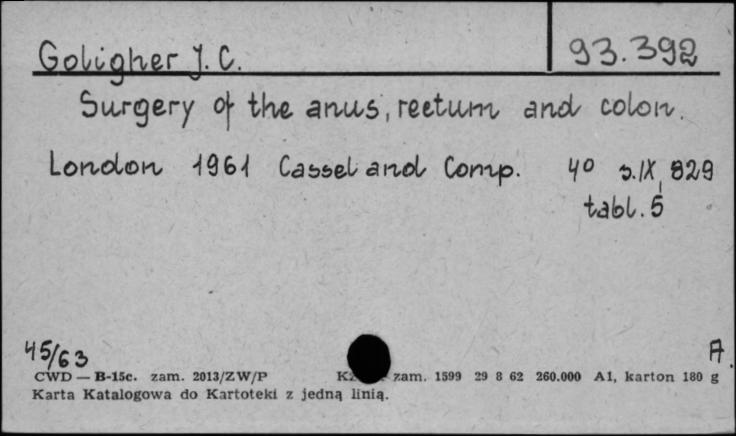 Goligher J. C. 93.392
Surgery of the anus, rectum and colon.
London 1961 Cassel and Comp. 4° s. IX, 829
tabl. 5
45/63 A.
CWD — B-15c. zam. 2013/ZW/P zam. 1599 29 8 62 260.000 A1, karton 180 g
Karta Katalogowa do Kartoteki z jedną linią.